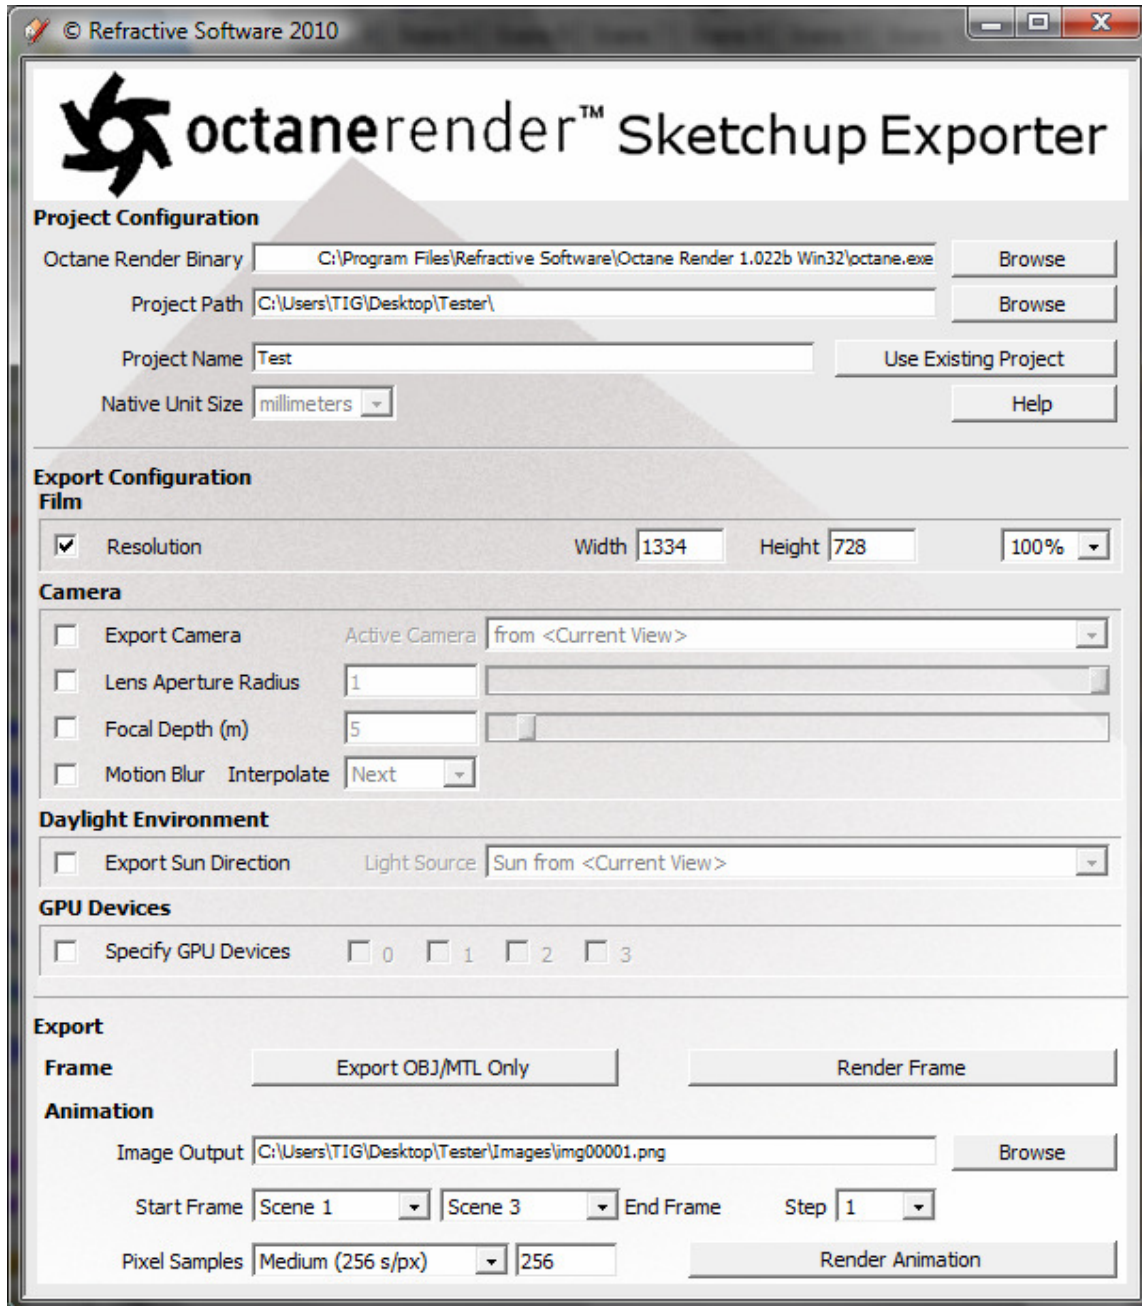 © Refractive Software 2010
octanerender™ Sketchup Exporter
Project Configuration
Octane Render Binary C:\Program Files\Refractive Software\Octane Render 1.022b Win32\octane.exe Browse
Project Path C:\Users\TIG\Desktop\Tester\ Browse
Project Name Test Use Existing Project
Native Unit Size millimeters Help
Export Configuration
Film
Resolution Width 1334 Height 728 100%
Camera
Export Camera Active Camera from <Current View>
Lens Aperture Radius 1
Focal Depth (m) 5
Motion Blur Interpolate Next
Daylight Environment
Export Sun Direction Light Source Sun from <Current View>
GPU Devices
Specify GPU Devices 0 1 2 3
Export
Frame Export OBJ/MTL Only Render Frame
Animation
Image Output C:\Users\TIG\Desktop\Tester\Images\img00001.png Browse
Start Frame Scene 1 Scene 3 End Frame Step 1
Pixel Samples Medium (256 s/px) 256 Render Animation